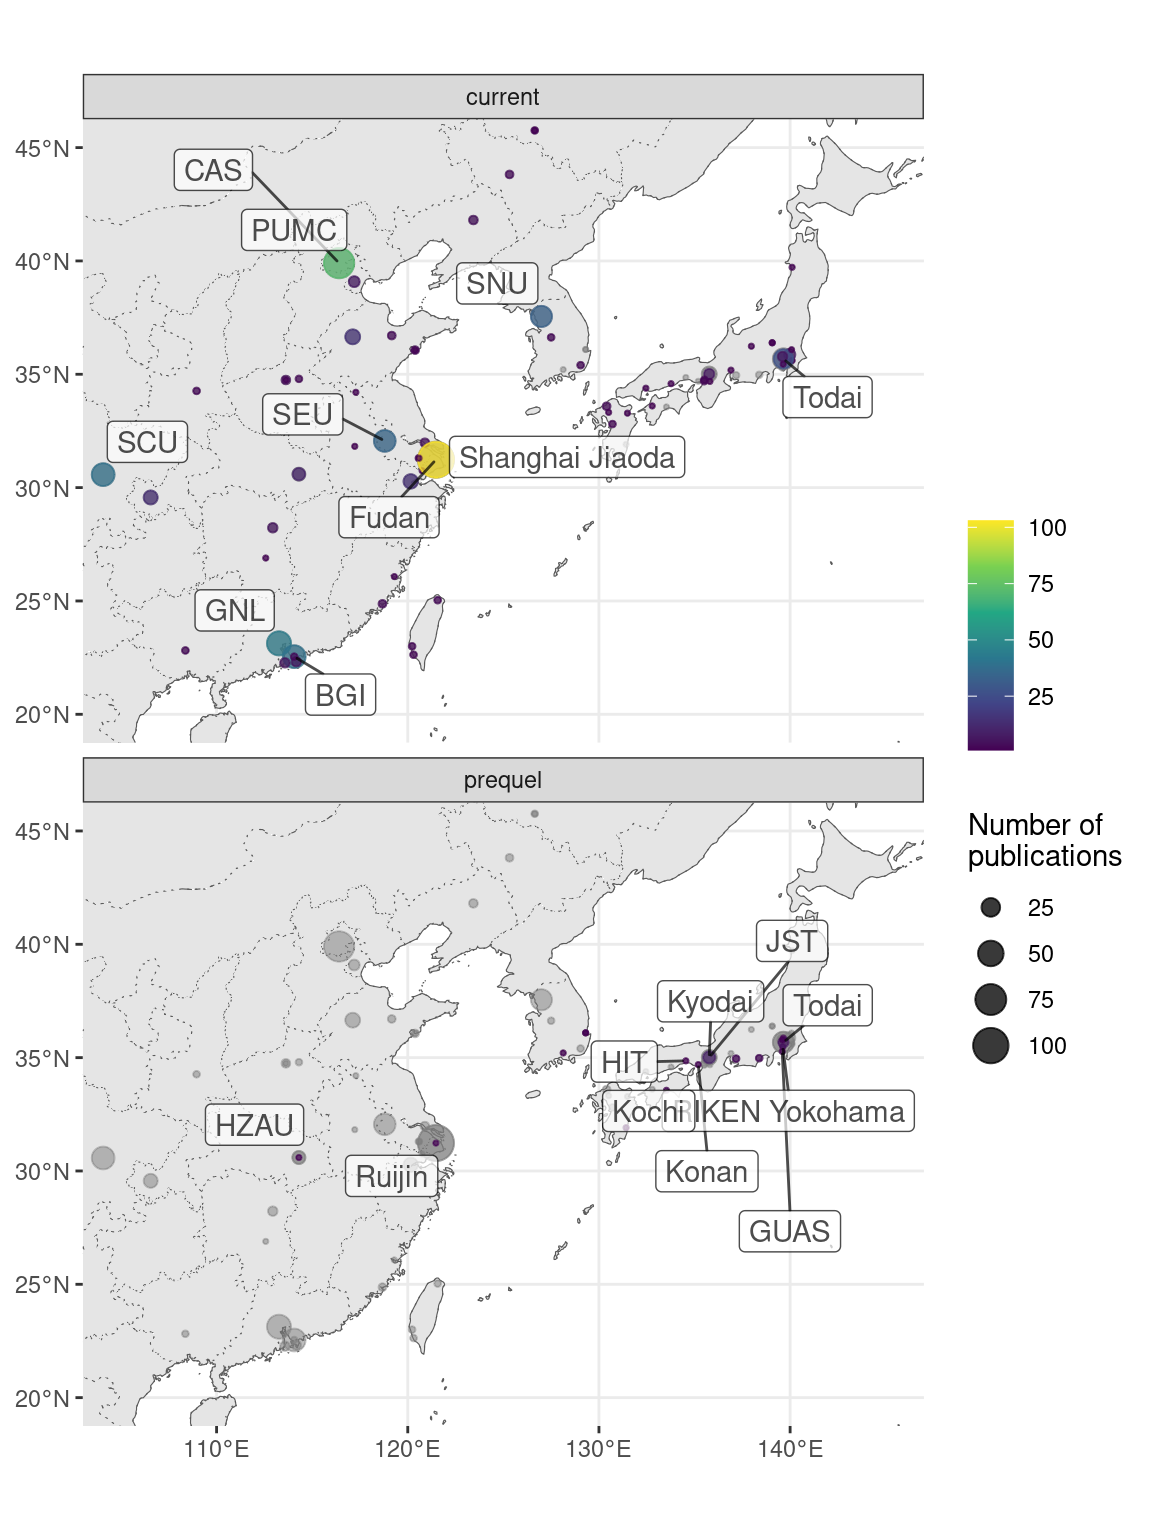 current
45°N
40°N
35°N
30°N
25°N
20°N
CAS
PUMC
SNU
Todai
SEU
SCU
Shanghai Jiaoda
Fudan
GNL
BGI
100
75
50
25
prequel
45°N
40°N
35°N
30°N
25°N
20°N
JST
Kyodai
Todai
HIT
Kochi
RIKEN Yokohama
HZAU
Ruijin
Konan
GUAS
110°E
120°E
130°E
140°E
Number of
publications
25
50
75
100